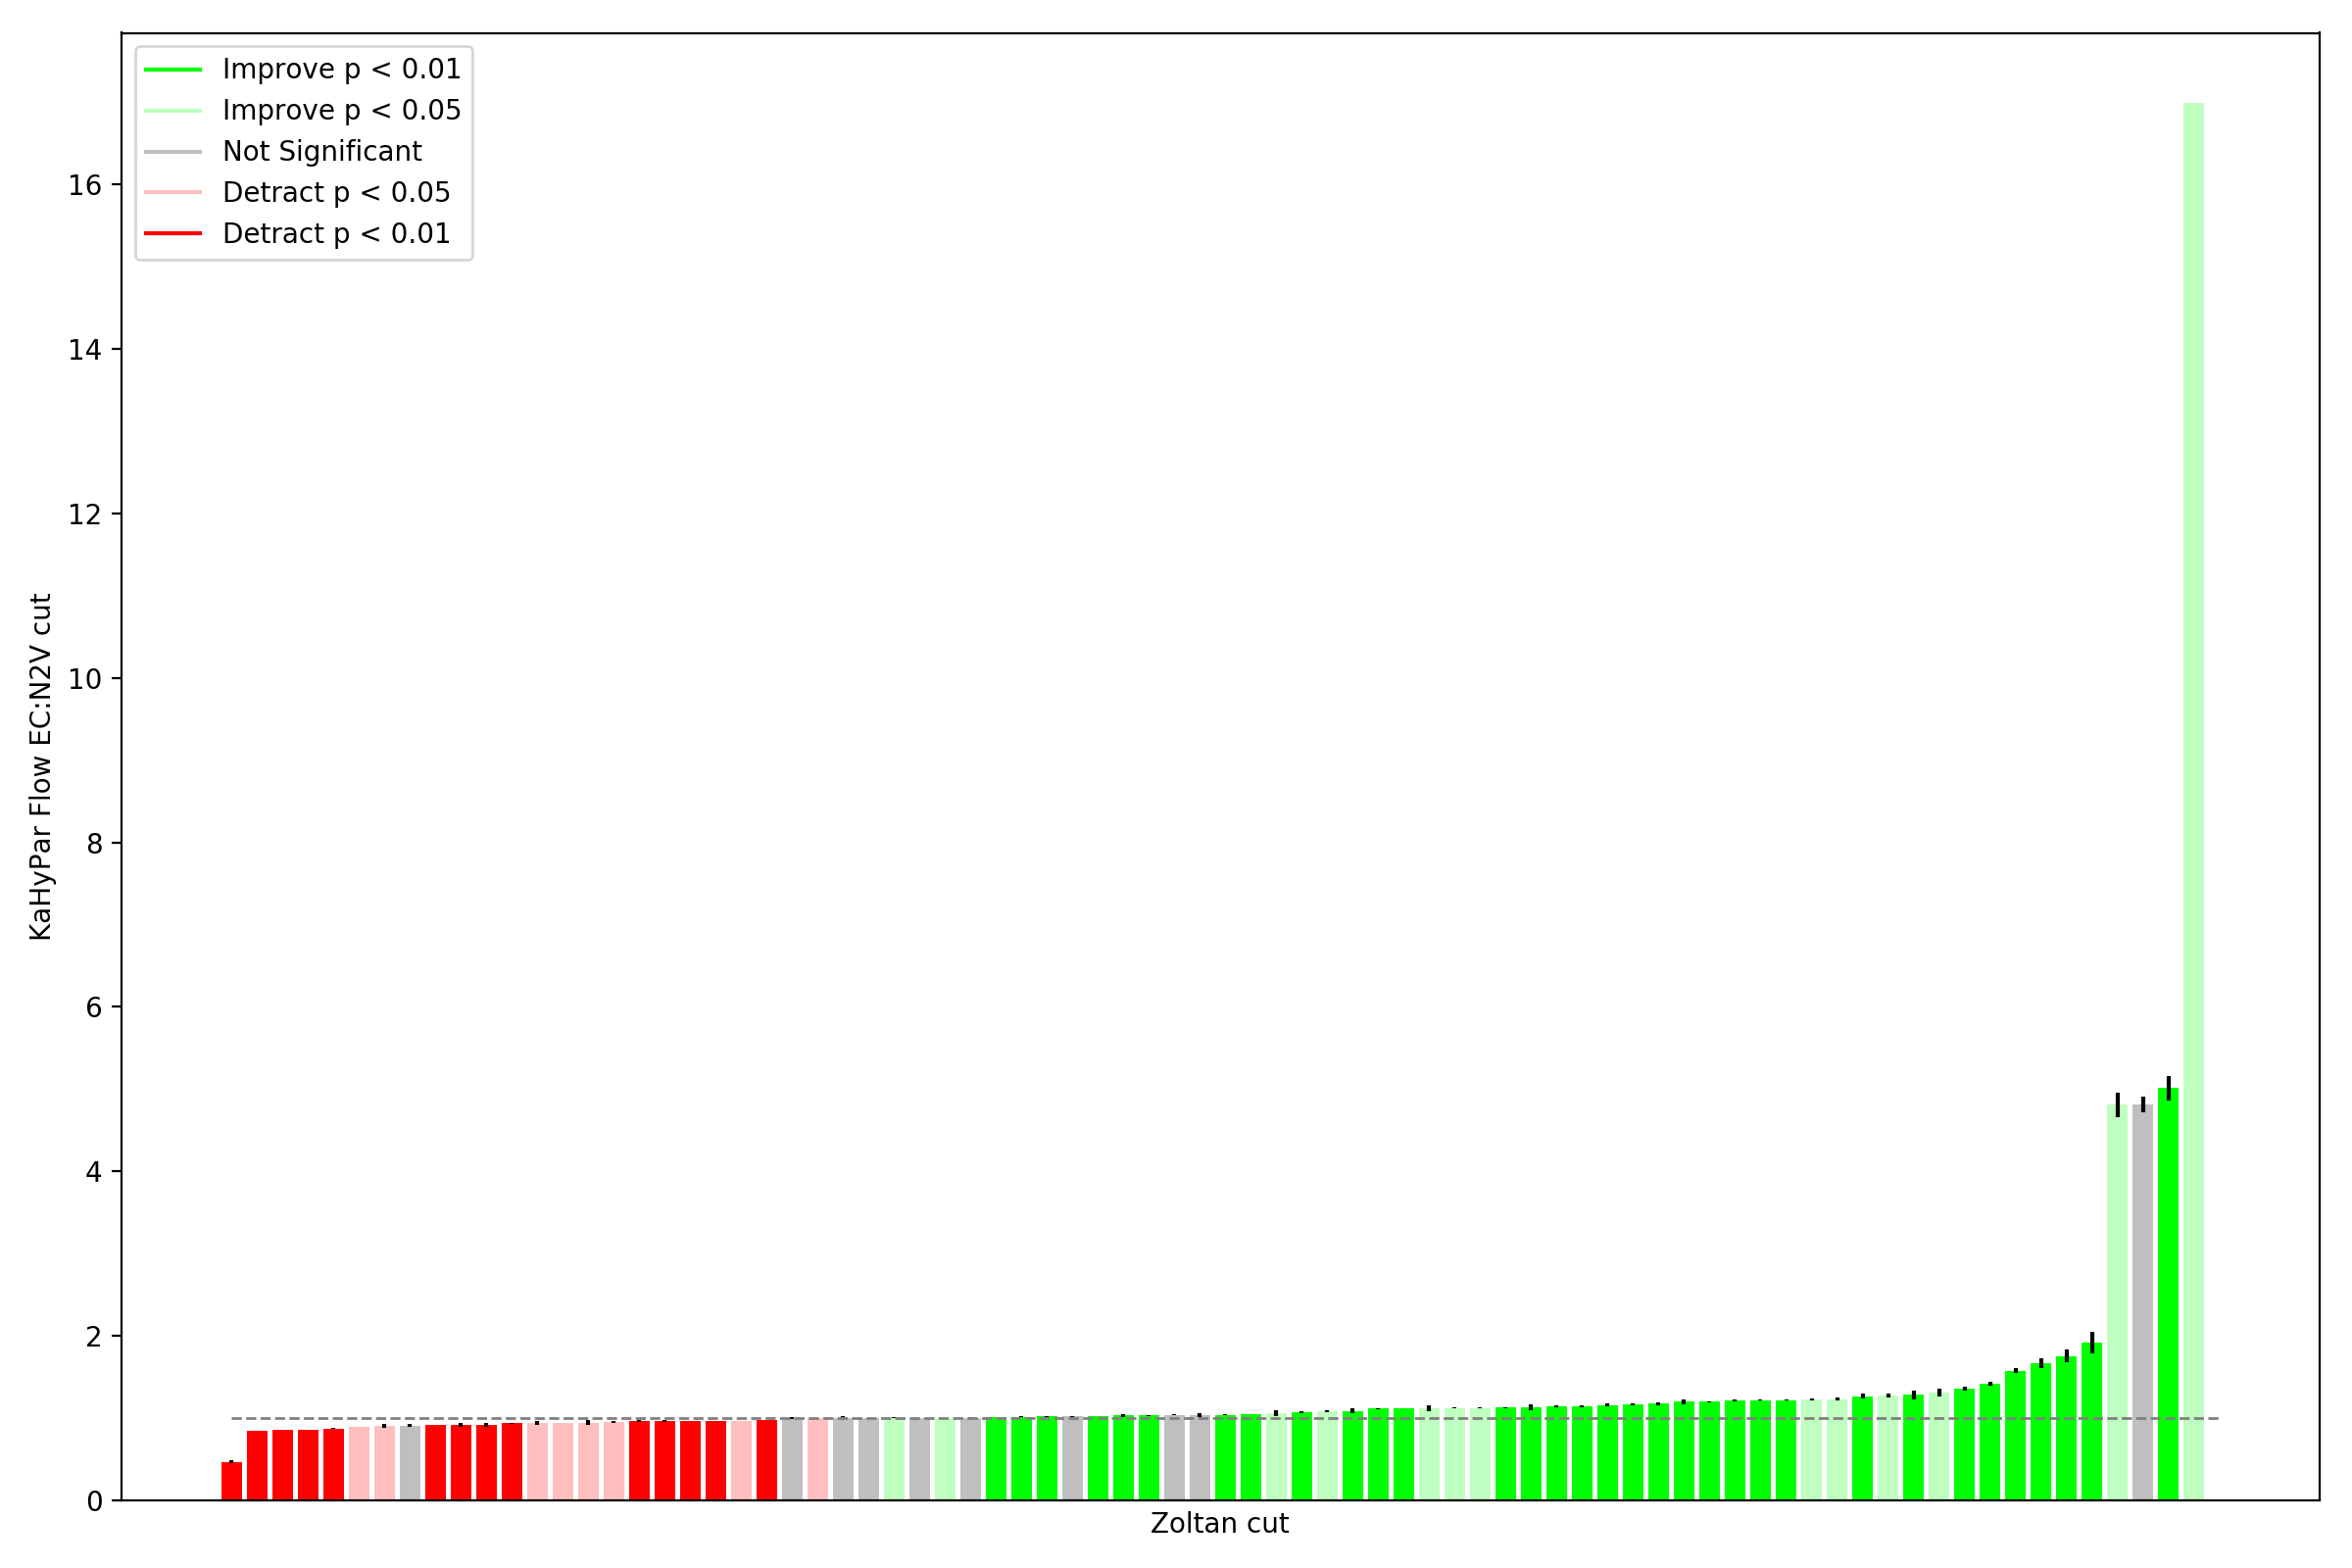 Improve p < 0.01
Improve p < 0.05
Not Significant
Detract p < 0.05
Detract p < 0.01
16
14
12
10
8
6
4
2
0
KaHyPar Flow EC:N2V cut
Zoltan cut